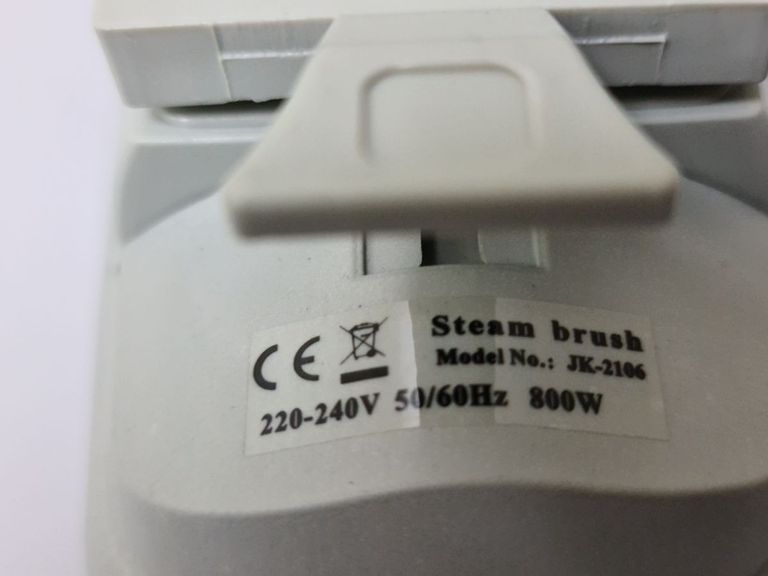 CE Steam brush
Model No.: JK-2106
220-240V 50/60Hz 800W